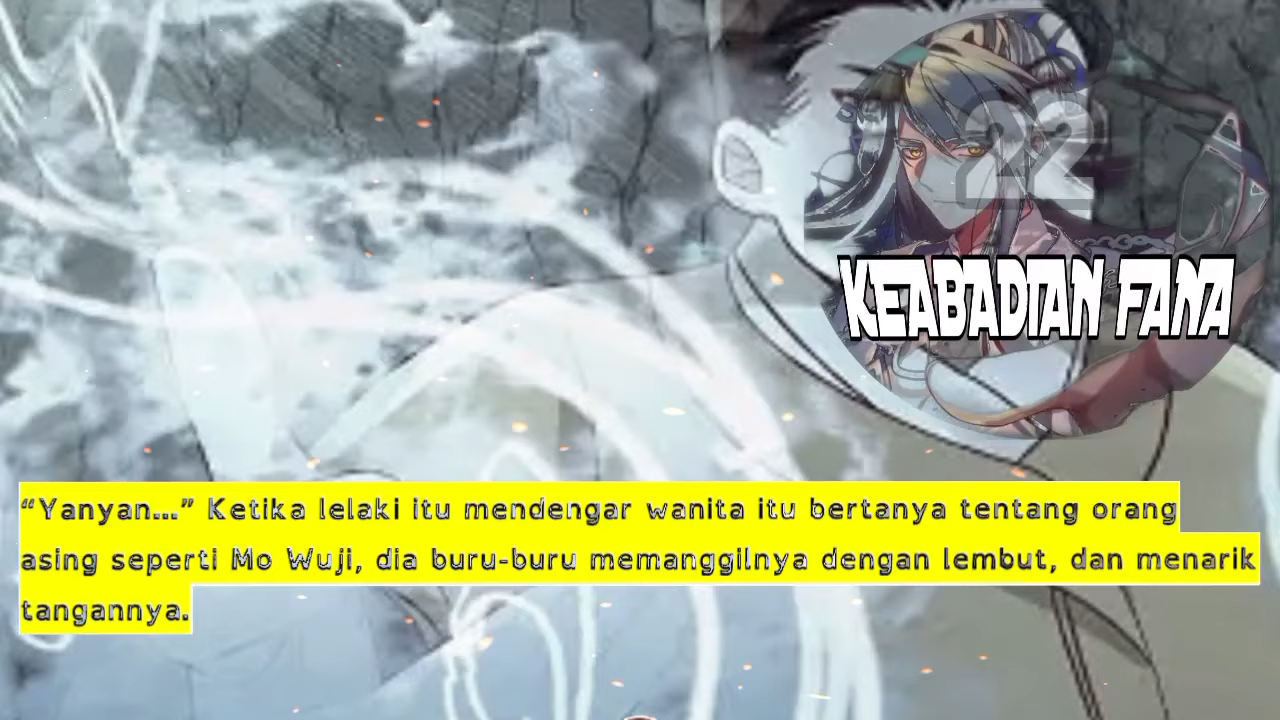 22
KEABADIAN FANA
“Yanyan...” Ketika lelaki itu mendengar wanita itu bertanya tentang orang
asing seperti Mo Wuji, dia buru-buru memanggilnya dengan lembut, dan menarik
tangannya.